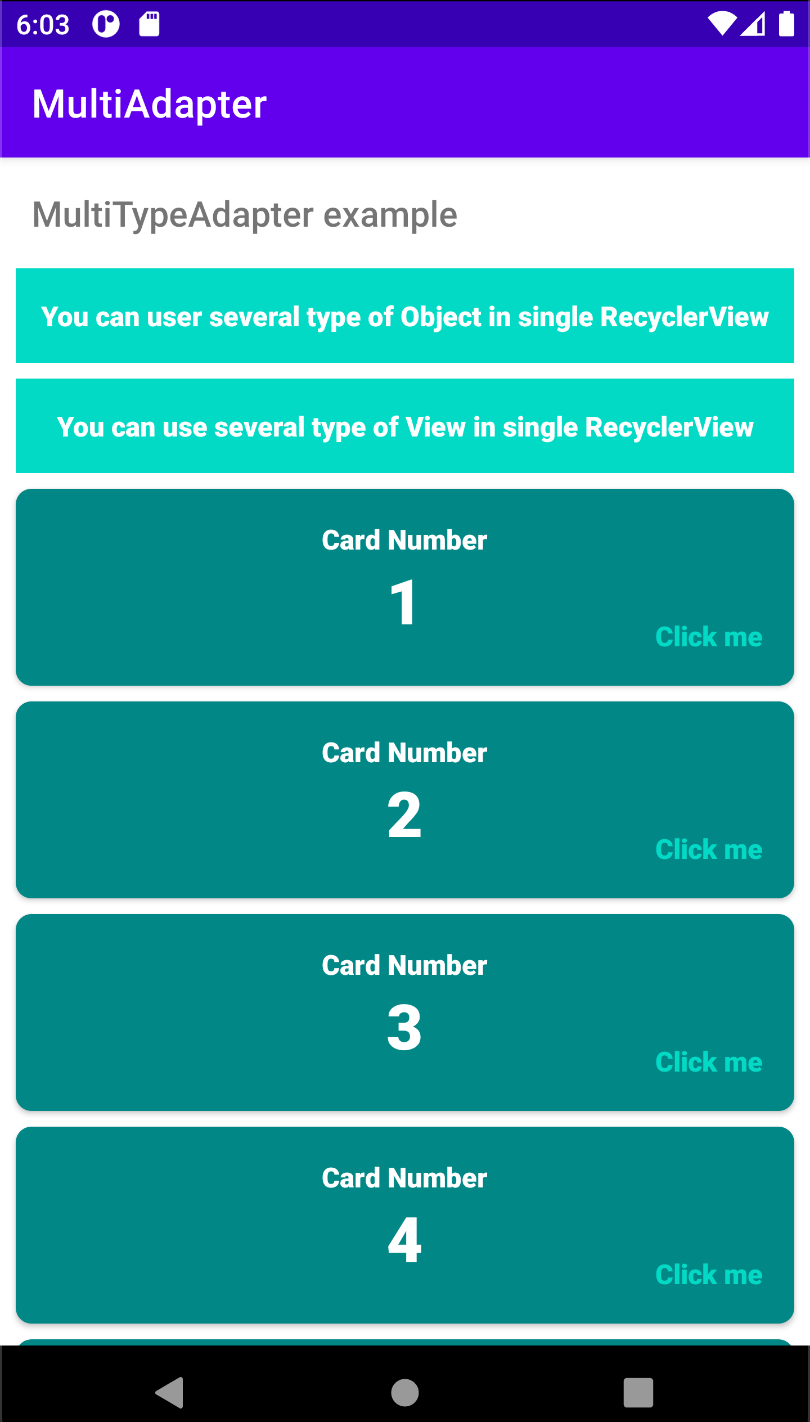 6:03
MultiAdapter
MultiTypeAdapter example
You can user several type of Object in single RecyclerView
You can use several type of View in single RecyclerView
Card Number
1
Click me
Card Number
2
Click me
Card Number
3
Click me
Card Number
4
Click me